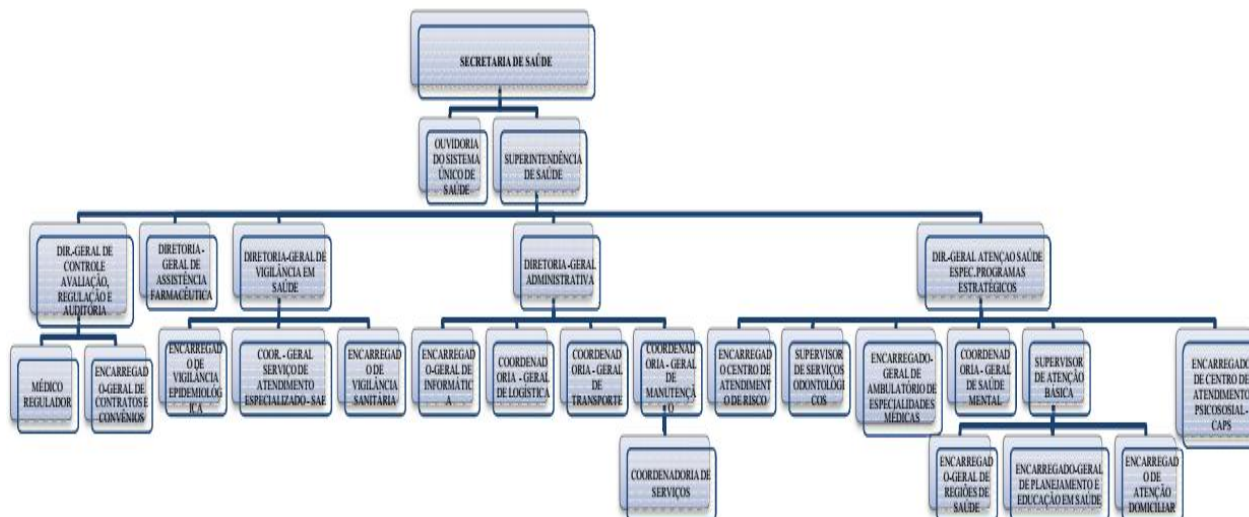 SECRETARIA DE SAÚDE
OUVIDORIA
DO SISTEMA
ÚNICO DE
SAÚDE
SUPERINTENDÊNCIA
DE SAÚDE
DIR.-GERAL DE
CONTROLE
AVALIAÇÃO,
REGULAÇÃO E
AUDITÓRIA
DIRETORIA -
GERAL DE
ASSISTÊNCIA
FARMACÊUTICA
DIRETORIA-GERAL DE
VIGILÂNCIA EM
SAÚDE
DIRETORIA -GERAL
ADMINISTRATIVA
DIR.-GERAL ATENÇAO SAÚDE
ESPEC.PROGRAMAS
ESTRATÉGICOS
MÉDICO
REGULADOR
ENCARREGAD
O-GERAL DE
CONTRATOS E
CONVÊNIOS
ENCARREGAD
O DE
VIGILÂNCIA
EPIDEMIOLÓG
ICA
COOR. - GERAL
SERVIÇO DE
ATENDIMENTO
ESPECIALIZADO - SAE
ENCARREGAD
O DE
VIGILÂNCIA
SANITÁRIA
ENCARREGAD
O-GERAL DE
INFORMÁTIC
A
COORDENAD
ORIA - GERAL
DE LOGÍSTICA
COORDENAD
ORIA - GERAL
DE
TRANSPORTE
COORDENAD
ORIA - GERAL
DE
MANUTENÇÃ
O
ENCARREGAD
O CENTRO DE
ATENDIMENT
O DE RISCO
SUPERVISOR
DE SERVIÇOS
ODONTOLÓGI
COS
ENCARREGADO-
GERAL DE
AMBULATÓRIO DE
ESPECIALIDADES
MÉDICAS
COORDENAD
ORIA - GERAL
DE SAÚDE
MENTAL
SUPERVISOR
DE ATENÇÃO
BÁSICA
ENCARREGADO
DE CENTRO DE
ATENDIMENTO
PSICOSOSIAL-
CAPS
COORDENADORIA DE
SERVIÇOS
ENCARREGAD
O-GERAL DE
REGIÕES DE
SAÚDE
ENCARREGADO-GERAL
DE PLANEJAMENTO E
EDUCAÇÃO EM SAÚDE
ENCARREGAD
O DE
ATENÇÃO
DOMICILIAR